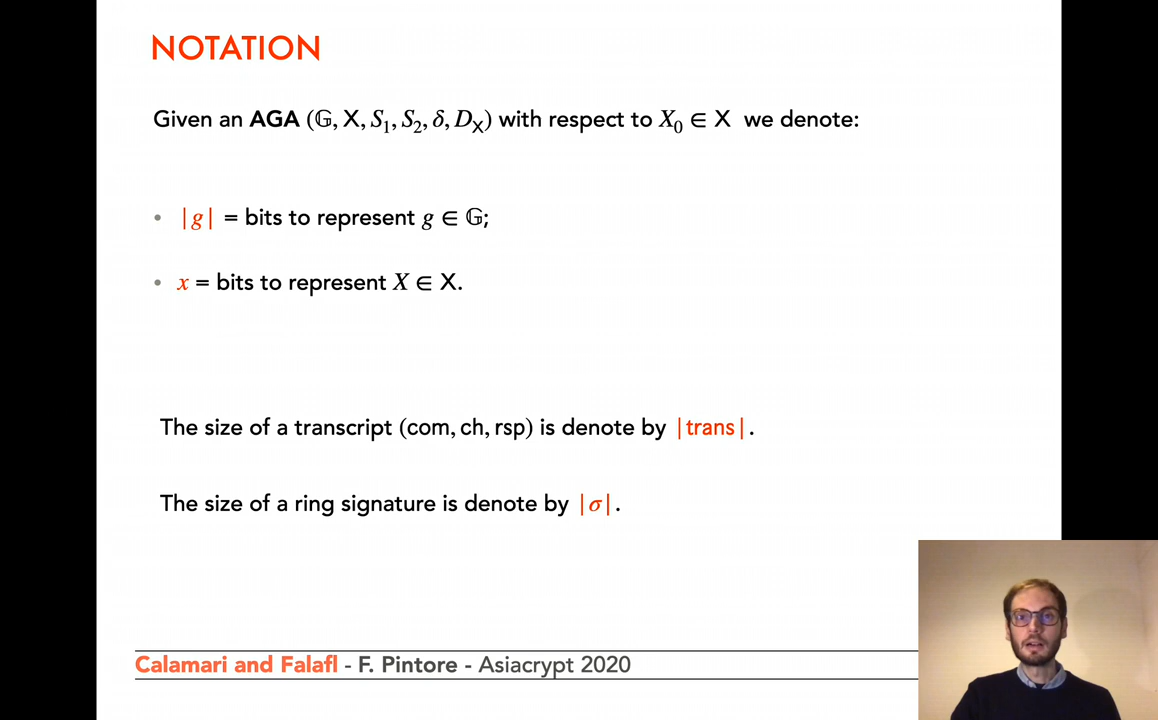 NOTATION
Given an AGA (𝔾, X, S₁, S₂, δ, D_X) with respect to X₀ ∈ X we denote:
• |g| = bits to represent g ∈ 𝔾;
• x = bits to represent X ∈ X.
The size of a transcript (com, ch, rsp) is denote by |trans|.
The size of a ring signature is denote by |σ|.
Calamari and Falafl - F. Pintore - Asiacrypt 2020